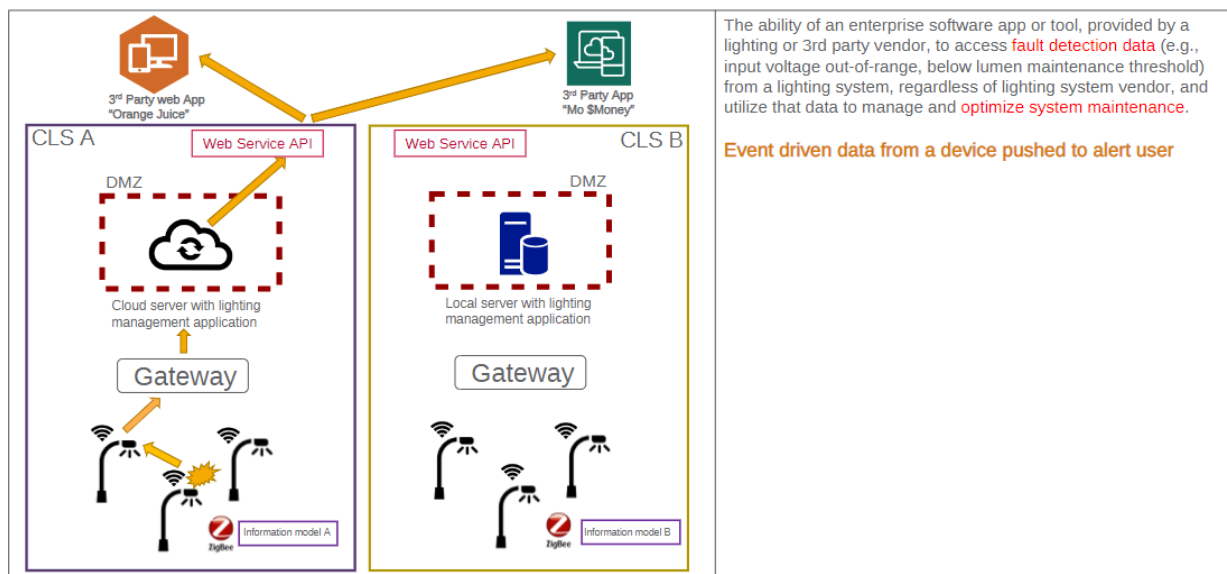 3rd Party web App
"Orange Juice"
3rd Party App
"Mo $Money"
CLS A
Web Service API
DMZ
Cloud server with lighting
management application
Gateway
ZigBee
Information model A
Web Service API
CLS B
DMZ
Local server with lighting
management application
Gateway
ZigBee
Information model B
The ability of an enterprise software app or tool, provided by a
lighting or 3rd party vendor, to access fault detection data (e.g.,
input voltage out-of-range, below lumen maintenance threshold)
from a lighting system, regardless of lighting system vendor, and
utilize that data to manage and optimize system maintenance.
Event driven data from a device pushed to alert user